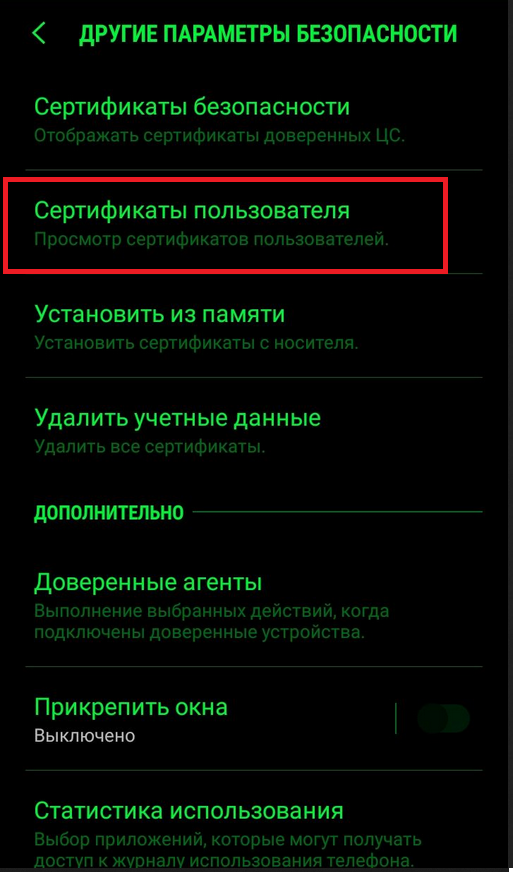 ДРУГИЕ ПАРАМЕТРЫ БЕЗОПАСНОСТИ
Сертификаты безопасности
Отображать сертификаты доверенных ЦС.
Сертификаты пользователя
Просмотр сертификатов пользователей.
Установить из памяти
Установить сертификаты с носителя.
Удалить учетные данные
Удалить все сертификаты.
ДОПОЛНИТЕЛЬНО
Доверенные агенты
Выполнение выбранных действий, когда
подключены доверенные устройства.
Прикрепить окна
Выключено
Статистика использования
Выбор приложений, которые могут получать
доступ к журналу использования телефона.